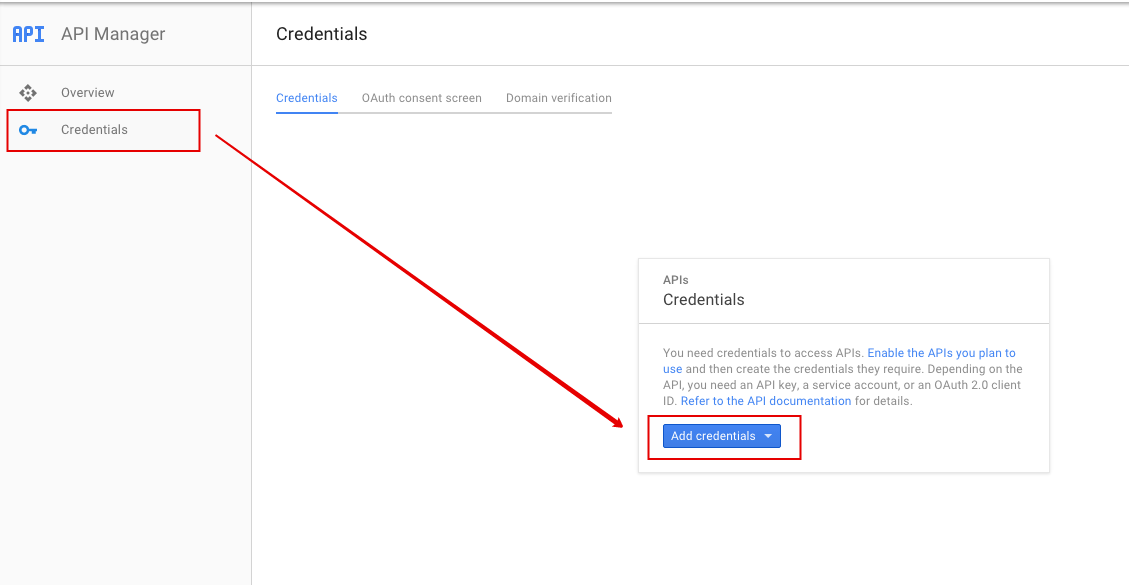 API API Manager
Credentials
Overview
Credentials
Credentials OAuth consent screen Domain verification
APIs
Credentials
You need credentials to access APIs. Enable the APIs you plan to
use and then create the credentials they require. Depending on the
API, you need an API key, a service account, or an OAuth 2.0 client
ID. Refer to the API documentation for details.
Add credentials